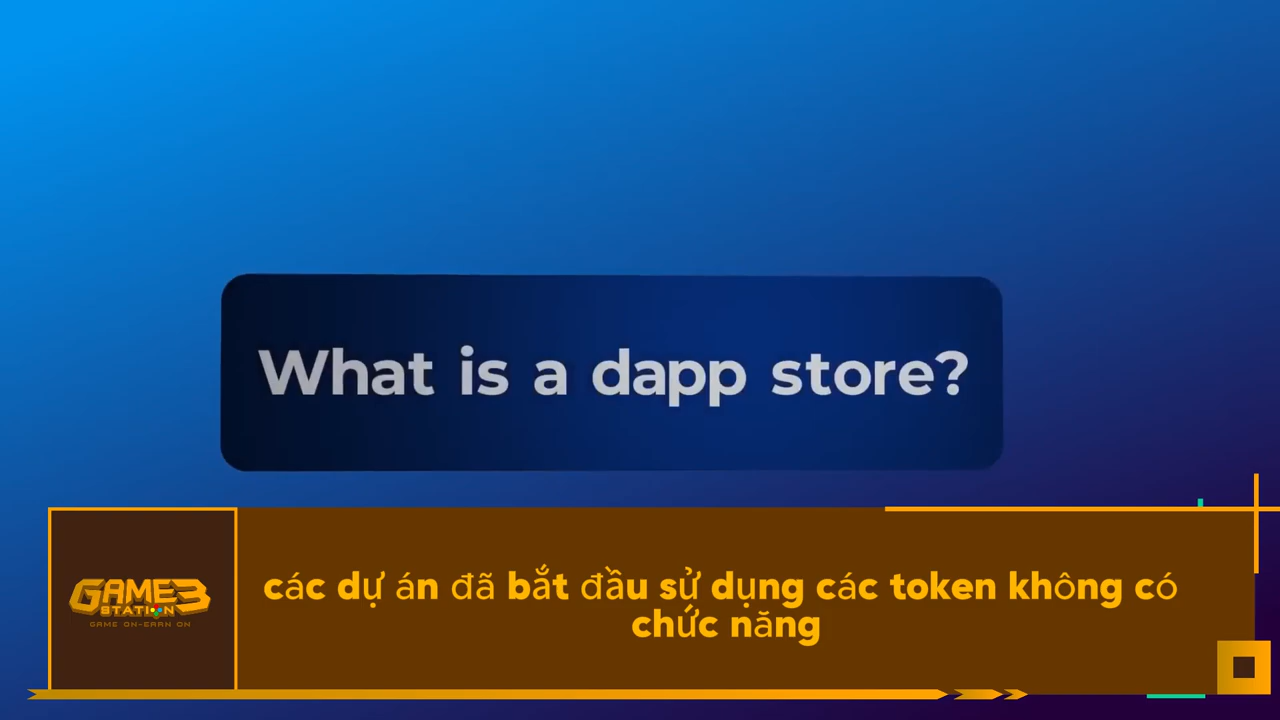 What is a dapp store?
GAME3
STATION
GAME ON-EARN ON
các dự án đã bắt đầu sử dụng các token không có
chức năng